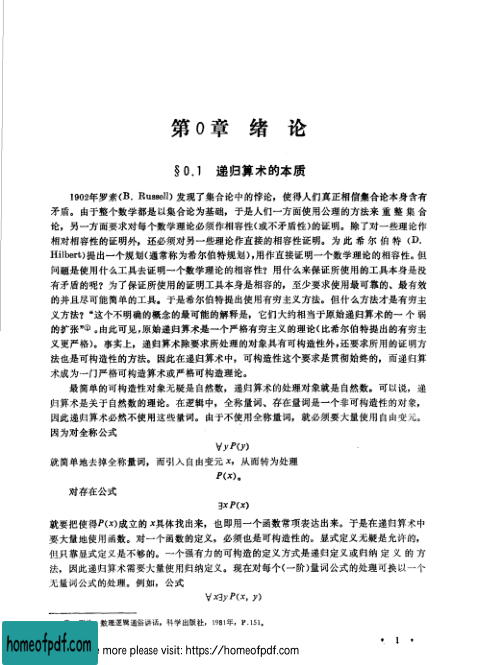 第0章 绪 论
§0.1 递归算术的本质
1902年罗素(B. Russell) 发现了集合论中的悖论，使得人们真正相信集合论本身含有
矛盾。由于整个数学都是以集合论为基础，于是人们一方面使用公理的方法来重整集合
论，另一方面要求对每个数学理论必须作相容性(或不矛盾性)的证明。除了对一些理论作
相对相容性的证明外，还必须对另一些理论作直接的相容性证明。为此希尔伯特 (D.
Hilbert) 提出一个规划(通常称为希尔伯特规划)，用作直接证明一个数学理论的相容性。但
问题是使用什么工具去证明一个数学理论的相容性？用什么来保证所使用的工具本身是没
有矛盾的呢？为了保证所使用的证明工具本身是相容的，至少要求使用最可靠的、最有效
的并且尽可能简单的工具。于是希尔伯特提出使用有穷主义方法。但什么方法才是有穷主
义方法？“这个不明确的概念的最可能的解释是，它们大约相当于原始递归算术的一个弱
的扩张”①。由此可见，原始递归算术是一个严格有穷主义的理论(比希尔伯特提出的有穷主
义更严格)。事实上，递归算术除要求所处理的对象具有可构造性外，还要求所用的证明方
法也是可构造性的方法。因此在递归算术中，可构造性这个要求是贯彻始终的，而递归算
术成为一门严格可构造算术或严格可构造理论。
最简单的可构造性对象无疑是自然数，递归算术的处理对象就是自然数。可以说，递
归算术是关于自然数的理论。在逻辑中，全称量词、存在量词是一个非可构造性的对象，
因此递归算术必然不使用这些量词。由于不使用全称量词，就必须要大量使用自由变元。
因为对全称公式
∀yP(y)
就简单地去掉全称量词，而引入自由变元 x，从而转为处理
P(x)。
对存在公式
∃xP(x)
就要把使得P(x)成立的 x具体找出来，也即用一个函数常项表达出来。于是在递归算术中
要大量地使用函数。对一个函数的定义，必须也是可构造性的。显式定义无疑是允许的，
但只靠显式定义是不够的。一个强有力的可构造的定义方式是递归定义或归纳定义的方
法，因此递归算术需要大量使用归纳定义。现在对每个(一阶)量词公式的处理可换以一个
无量词公式的处理。例如，公式
∀x∃yP(x, y)
数理逻辑通俗讲话，科学出版社，1981年，P.151。
• 1 •
homeofpdf.com
more please visit: https://homeofpdf.com